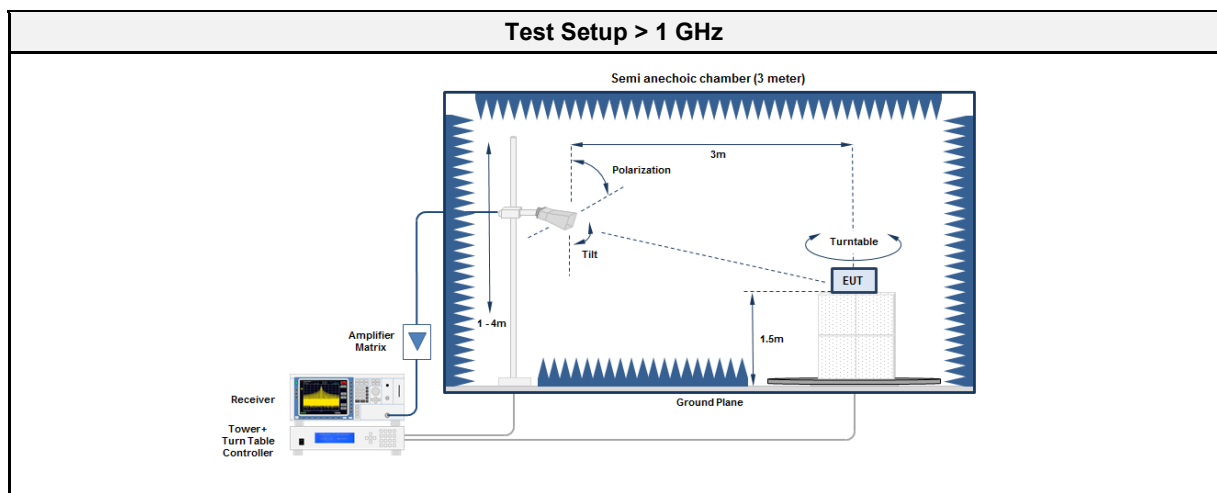 Test Setup > 1 GHz
Semi anechoic chamber (3 meter)
3m
Polarization
Turntable
Tilt
EUT
1 - 4m
1.5m
Amplifier
Matrix
Ground Plane
Receiver
Tower+
Turn Table
Controller